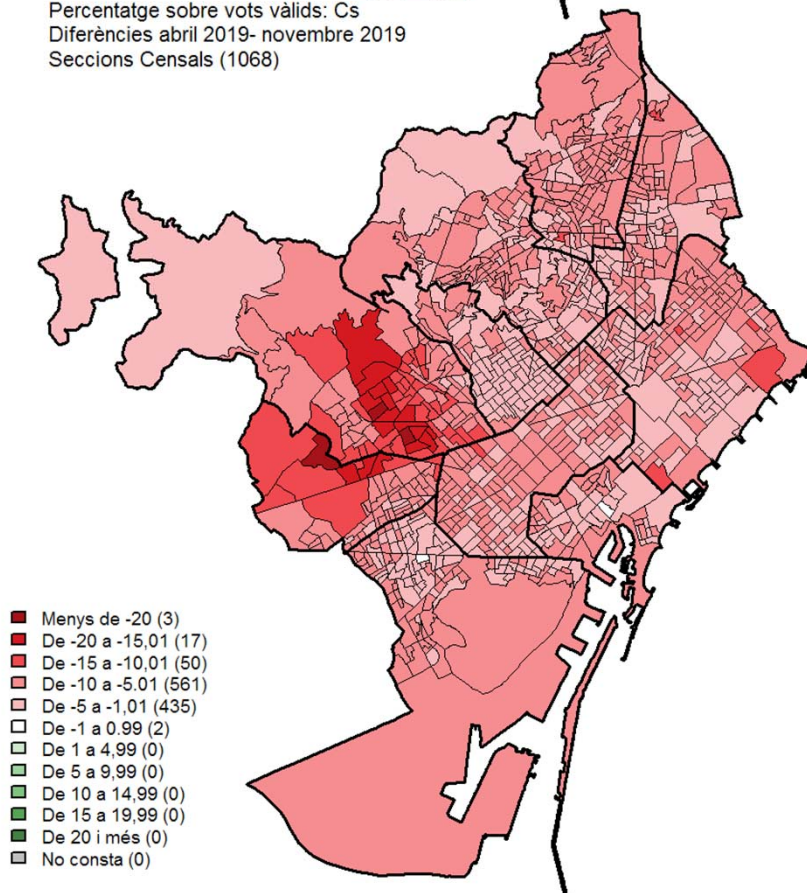 Percentatge sobre vots vàlids: Cs
Diferències abril 2019- novembre 2019
Seccions Censals (1068)
Menys de -20 (3)
De -20 a -15,01 (17)
De -15 a -10,01 (50)
De -10 a -5.01 (561)
De -5 a -1,01 (435)
De -1 a 0.99 (2)
De 1 a 4,99 (0)
De 5 a 9,99 (0)
De 10 a 14,99 (0)
De 15 a 19,99 (0)
De 20 i més (0)
No consta (0)